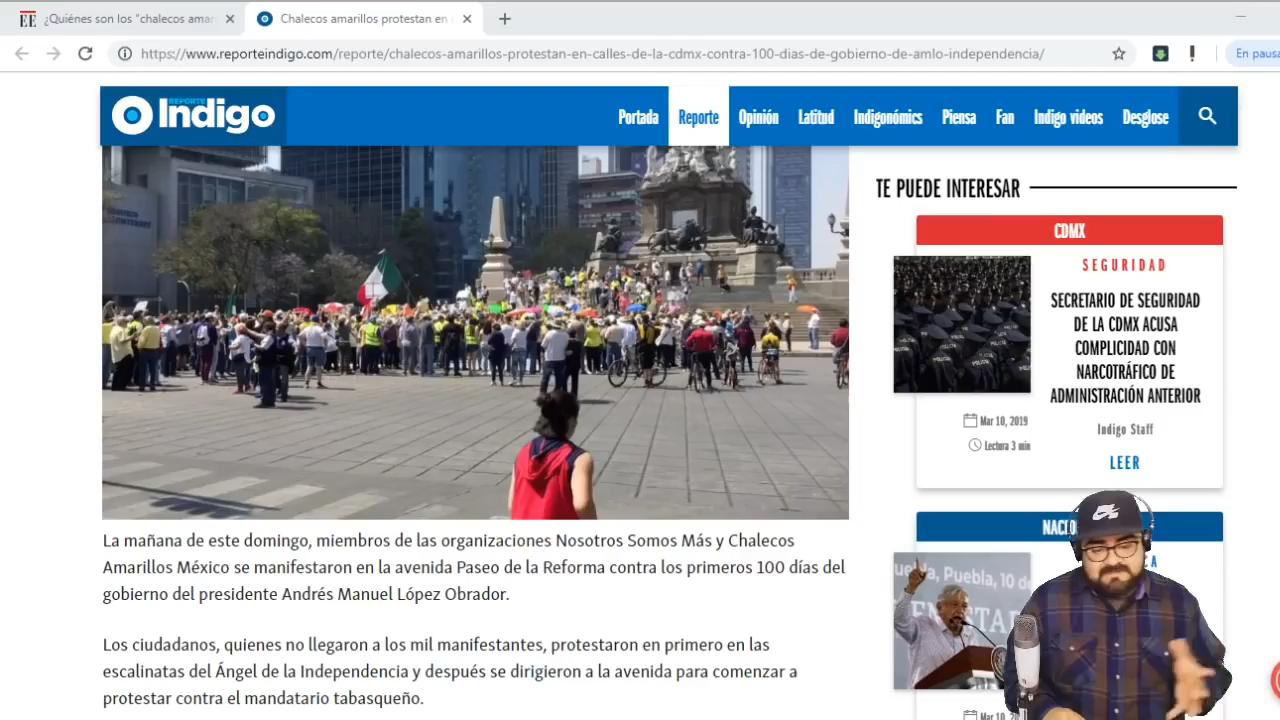 ¿Quiénes son los "chalecos amar
Chalecos amarillos protestan en
https://www.reporteindigo.com/reporte/chalecos-amarillos-protestan-en-calles-de-la-cdmx-contra-100-dias-de-gobierno-de-amlo-independencia/
En pausa
REPORTE
Indigo
Portada Reporte Opinión Latitud Indigonómics Piensa Fan Indigo videos Desglose
TE PUEDE INTERESAR
CDMX
SEGURIDAD
SECRETARIO DE SEGURIDAD
DE LA CDMX ACUSA
COMPLICIDAD CON
NARCOTRÁFICO DE
ADMINISTRACIÓN ANTERIOR
Mar 10, 2019
Lectura 3 min
Indigo Staff
LEER
La mañana de este domingo, miembros de las organizaciones Nosotros Somos Más y Chalecos
Amarillos México se manifestaron en la avenida Paseo de la Reforma contra los primeros 100 días del
gobierno del presidente Andrés Manuel López Obrador.
Los ciudadanos, quienes no llegaron a los mil manifestantes, protestaron en primero en las
escalinatas del Ángel de la Independencia y después se dirigieron a la avenida para comenzar a
protestar contra el mandatario tabasqueño.
NACIO
Puebla, 10 de